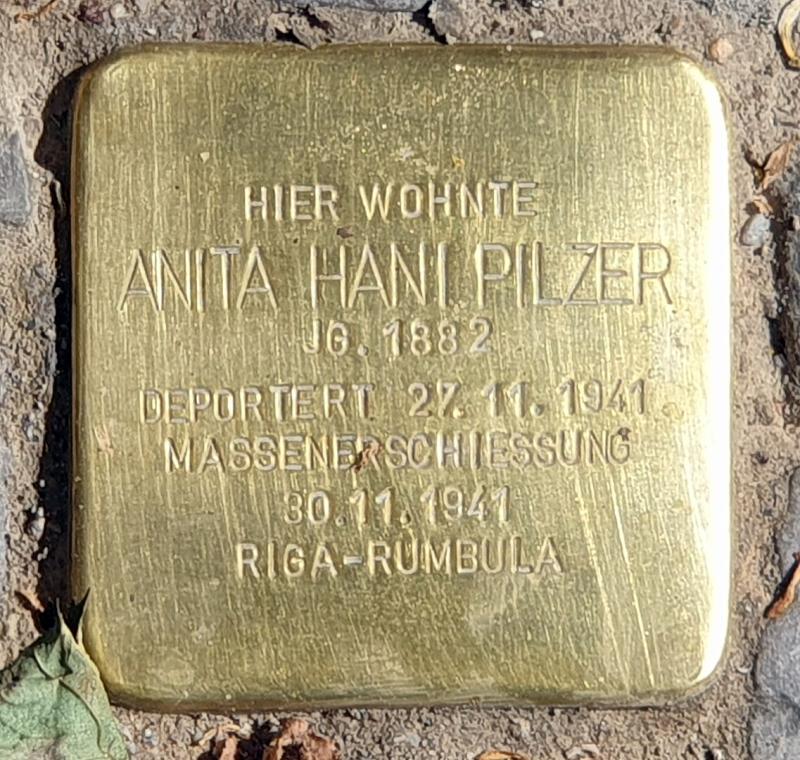 HIER WOHNTE
ANITA HANI PILZER
JG. 1882
DEPORTIERT 27.11.1941
MASSENERSCHIESSUNG
30.11.1941
RIGA-RUMBULA